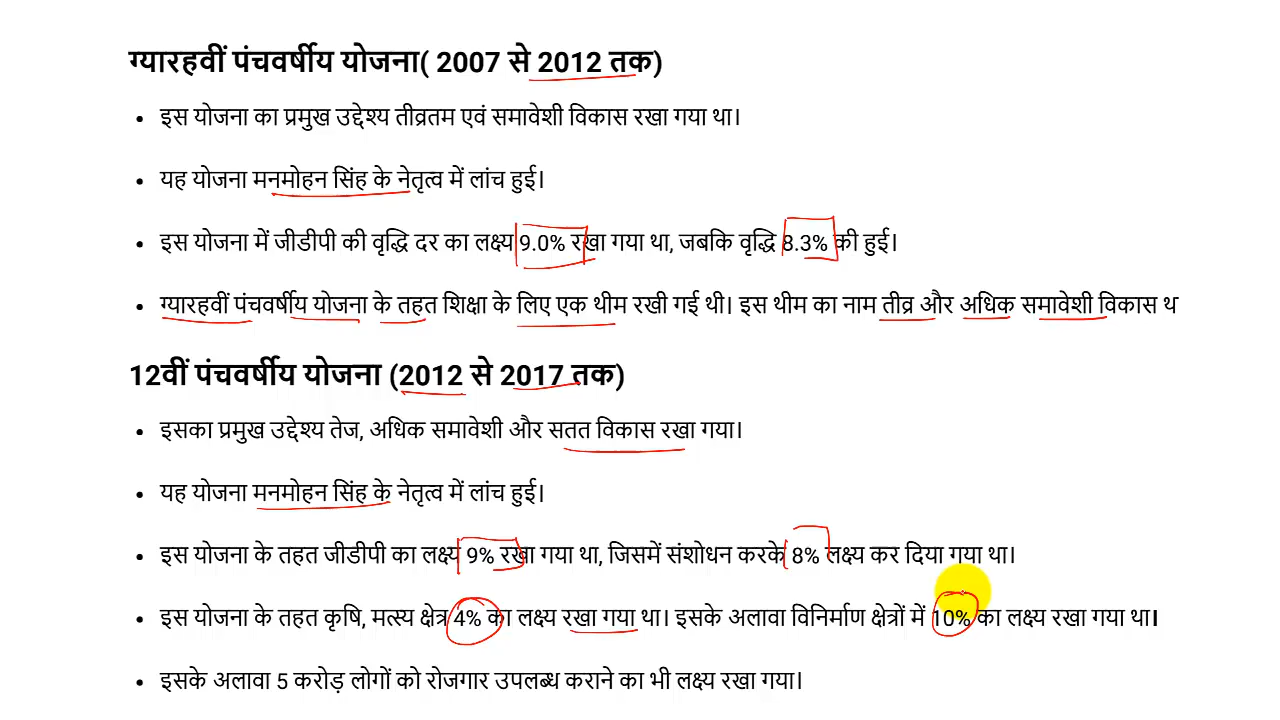 ग्यारहवीं पंचवर्षीय योजना( 2007 से 2012 तक)
• इस योजना का प्रमुख उद्देश्य तीव्रतम एवं समावेशी विकास रखा गया था।
• यह योजना मनमोहन सिंह के नेतृत्व में लांच हुई।
• इस योजना में जीडीपी की वृद्धि दर का लक्ष्य 9.0% रखा गया था, जबकि वृद्धि 8.3% की हुई।
• ग्यारहवीं पंचवर्षीय योजना के तहत शिक्षा के लिए एक थीम रखी गई थी। इस थीम का नाम तीव्र और अधिक समावेशी विकास थ
12वीं पंचवर्षीय योजना (2012 से 2017 तक)
• इसका प्रमुख उद्देश्य तेज, अधिक समावेशी और सतत विकास रखा गया।
• यह योजना मनमोहन सिंह के नेतृत्व में लांच हुई।
• इस योजना के तहत जीडीपी का लक्ष्य 9% रखा गया था, जिसमें संशोधन करके 8% लक्ष्य कर दिया गया था।
• इस योजना के तहत कृषि, मत्स्य क्षेत्र 4% का लक्ष्य रखा गया था। इसके अलावा विनिर्माण क्षेत्रों में 10% का लक्ष्य रखा गया था।
• इसके अलावा 5 करोड़ लोगों को रोजगार उपलब्ध कराने का भी लक्ष्य रखा गया।